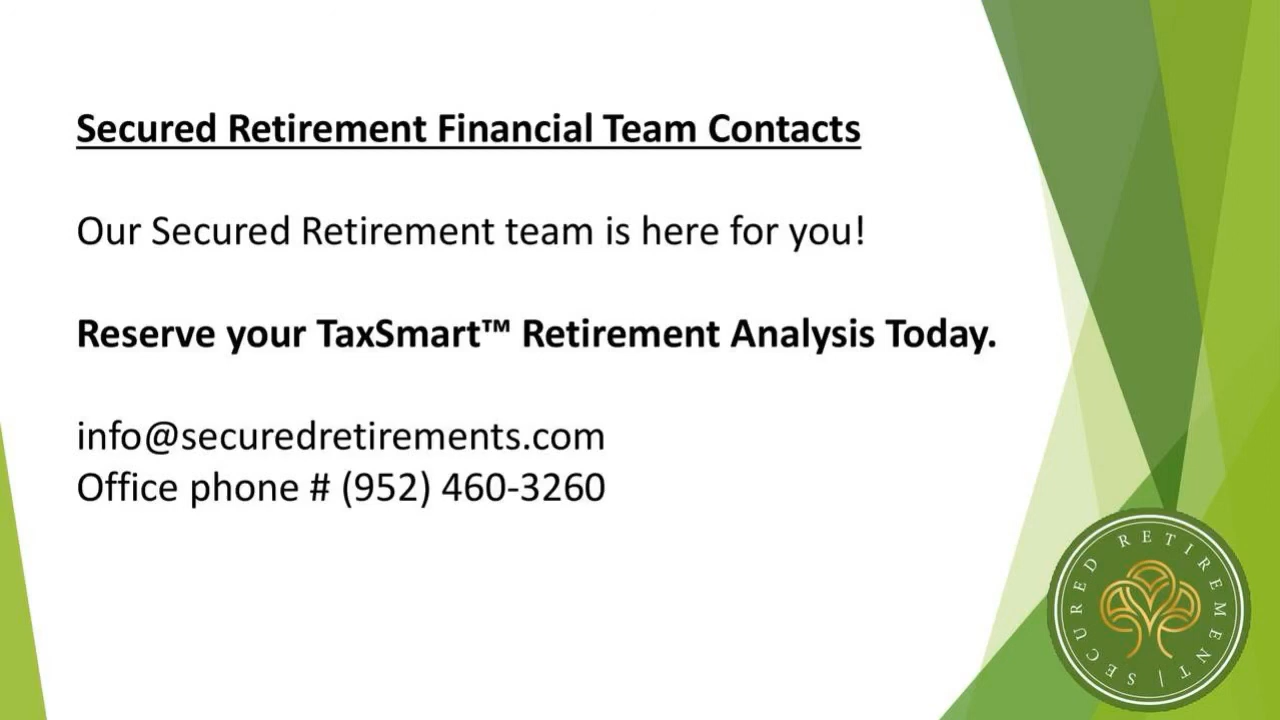 Secured Retirement Financial Team Contacts
Our Secured Retirement team is here for you!
Reserve your TaxSmart™ Retirement Analysis Today.
info@securedretirements.com
Office phone # (952) 460-3260
SECURED RETIREMENT |